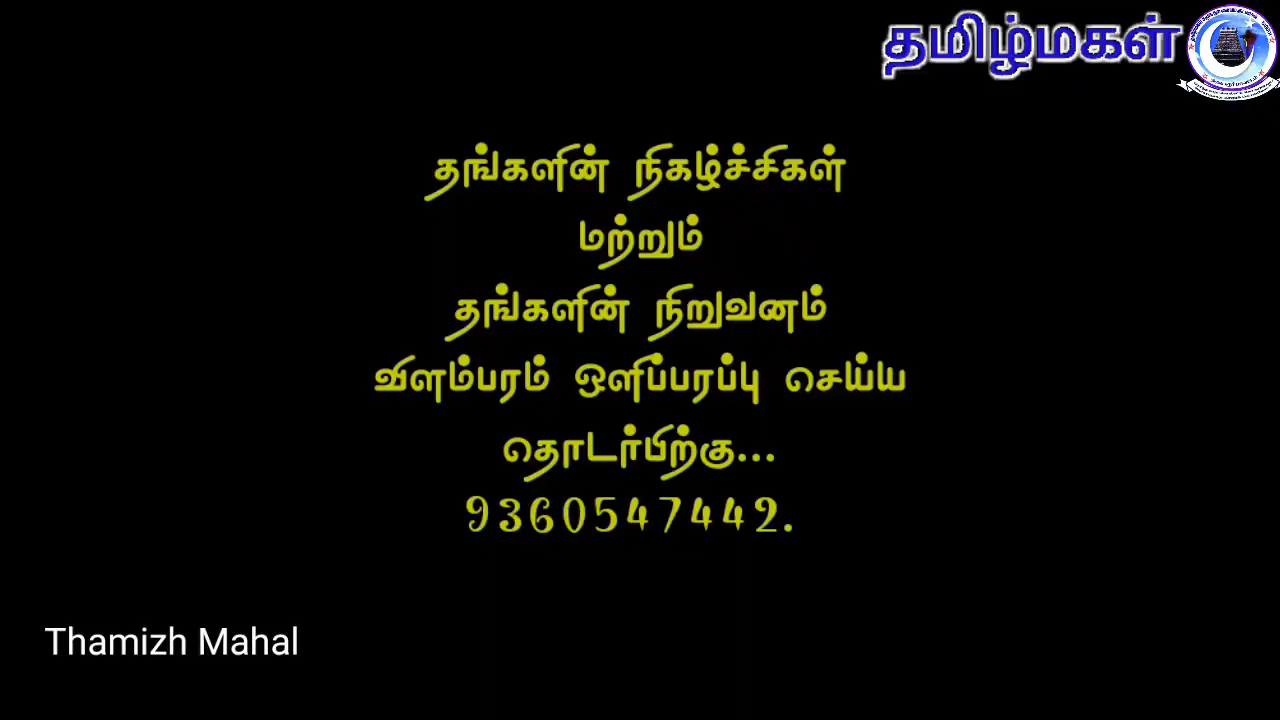 தமிழ்மகள்
தங்களின் நிகழ்ச்சிகள்
மற்றும்
தங்களின் நிறுவனம்
விளம்பரம் ஒளிப்பரப்பு செய்ய
தொடர்பிற்கு...
9360547442.
Thamizh Mahal